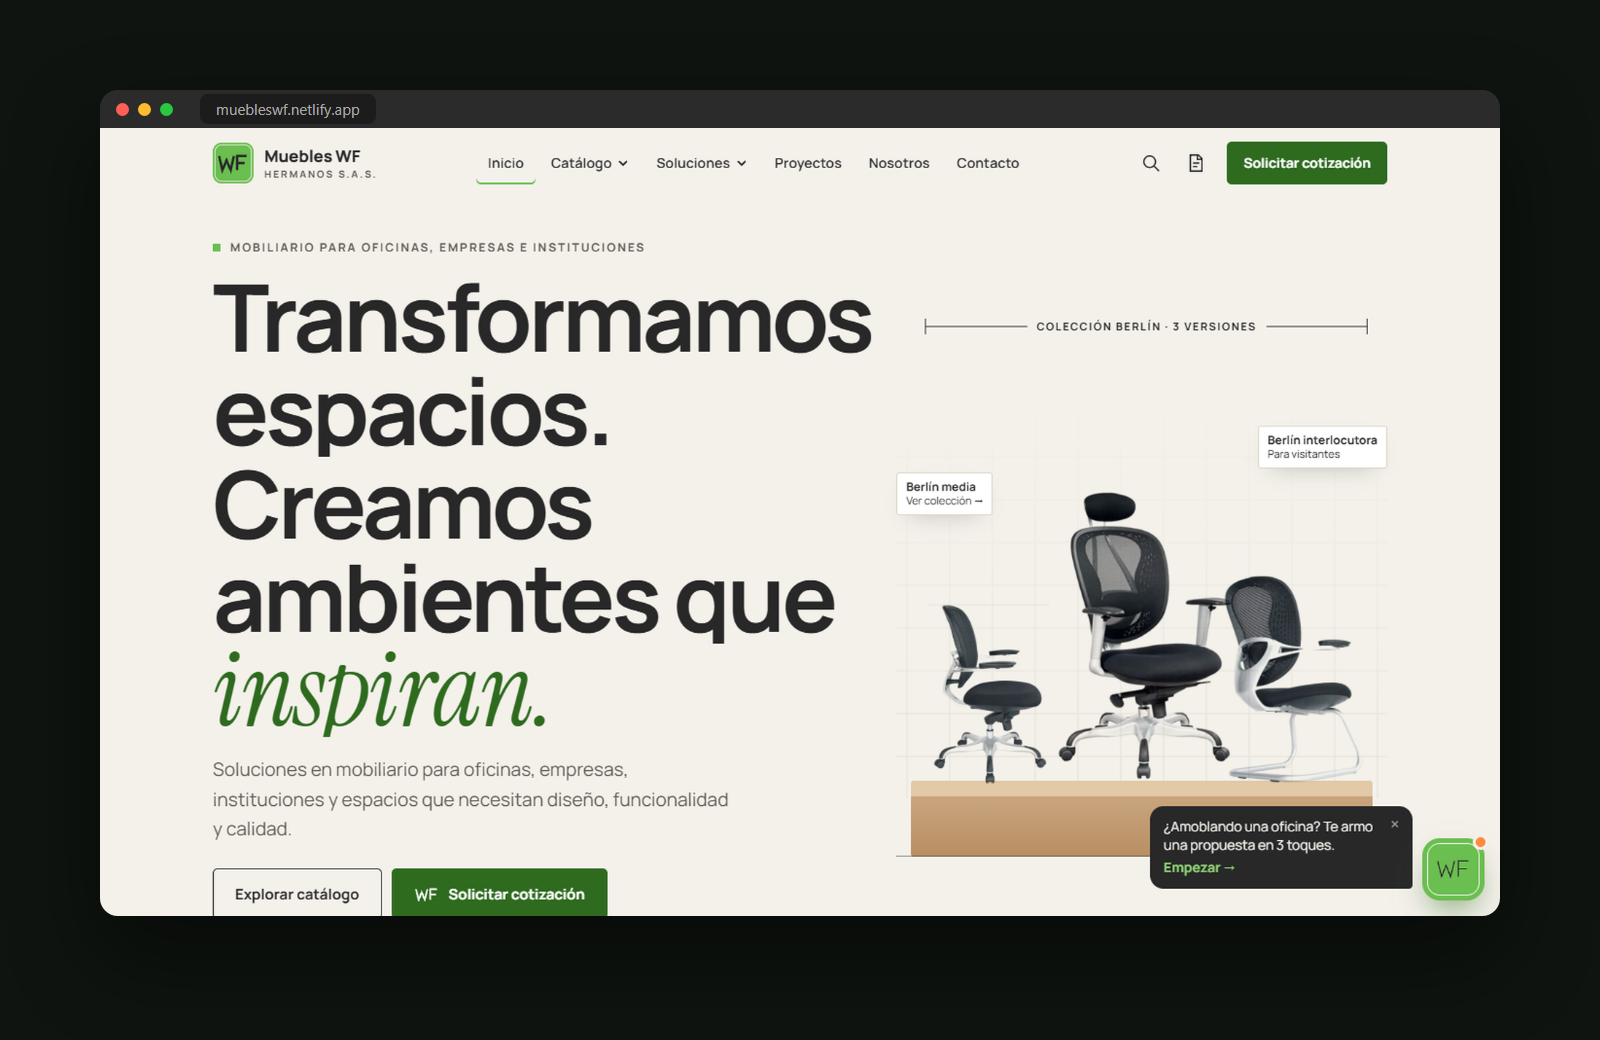 muebleswf.netlify.app
WF
Muebles WF
HERMANOS S.A.S.
Inicio
Catálogo
Soluciones
Proyectos
Nosotros
Contacto
Solicitar cotización
MOBILIARIO PARA OFICINAS, EMPRESAS E INSTITUCIONES
Transformamos
espacios.
Creamos
ambientes que
inspiran.
Soluciones en mobiliario para oficinas, empresas,
instituciones y espacios que necesitan diseño, funcionalidad
y calidad.
Explorar catálogo
WF Solicitar cotización
COLECCIÓN BERLÍN · 3 VERSIONES
Berlín interlocutora
Para visitantes
Berlín media
Ver colección →
¿Amoblando una oficina? Te armo
una propuesta en 3 toques.
Empezar →
×
WF